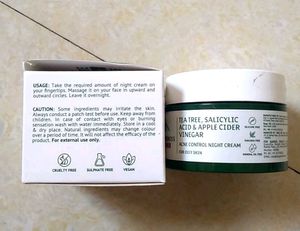 USAGE: Take the required amount of night cream on
your fingertips. Massage it on your face in upward and
outward circles. Leave it overnight.
CAUTION: Some ingredients may irritate the skin.
Always conduct a patch test before use. Keep away from
children. In case of contact with eyes or burning
sensation wash with water immediately. Store in a cool
& dry place. Natural ingredients may change colour
over a period of time. It will not affect the efficacy of the
product. For external use only.
CRUELTY FREE
SULPHATE FREE
VEGAN
TEA TREE, SALICYLIC
ACID & APPLE CIDER
VINEGAR
ACNE CONTROL NIGHT CREAM
SILICONE FREE
MINERAL OIL FREE